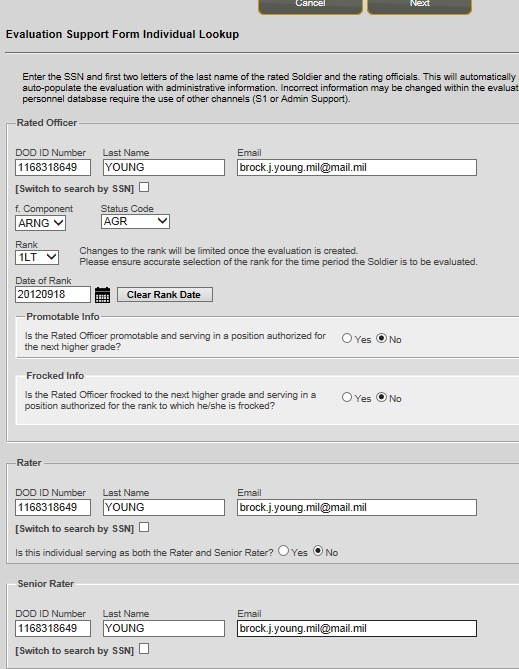 Cancel Next
Evaluation Support Form Individual Lookup
Enter the SSN and first two letters of the last name of the rated Soldier and the rating officials. This will automatically
auto-populate the evaluation with administrative information. Incorrect information may be changed within the evaluat
personnel database require the use of other channels (S1 or Admin Support).
Rated Officer
DOD ID Number Last Name Email
1168318649 YOUNG brock.j.young.mil@mail.mil
[Switch to search by SSN]
f. Component Status Code
ARNG AGR
Rank
1LT Changes to the rank will be limited once the evaluation is created.
Please ensure accurate selection of the rank for the time period the Soldier is to be evaluated.
Date of Rank
20120918 Clear Rank Date
Promotable Info
Is the Rated Officer promotable and serving in a position authorized for
the next higher grade? Yes No
Frocked Info
Is the Rated Officer frocked to the next higher grade and serving in a
position authorized for the rank to which he/she is frocked? Yes No
Rater
DOD ID Number Last Name Email
1168318649 YOUNG brock.j.young.mil@mail.mil
[Switch to search by SSN]
Is this individual serving as both the Rater and Senior Rater? Yes No
Senior Rater
DOD ID Number Last Name Email
1168318649 YOUNG brock.j.young.mil@mail.mil
[Switch to search by SSN]